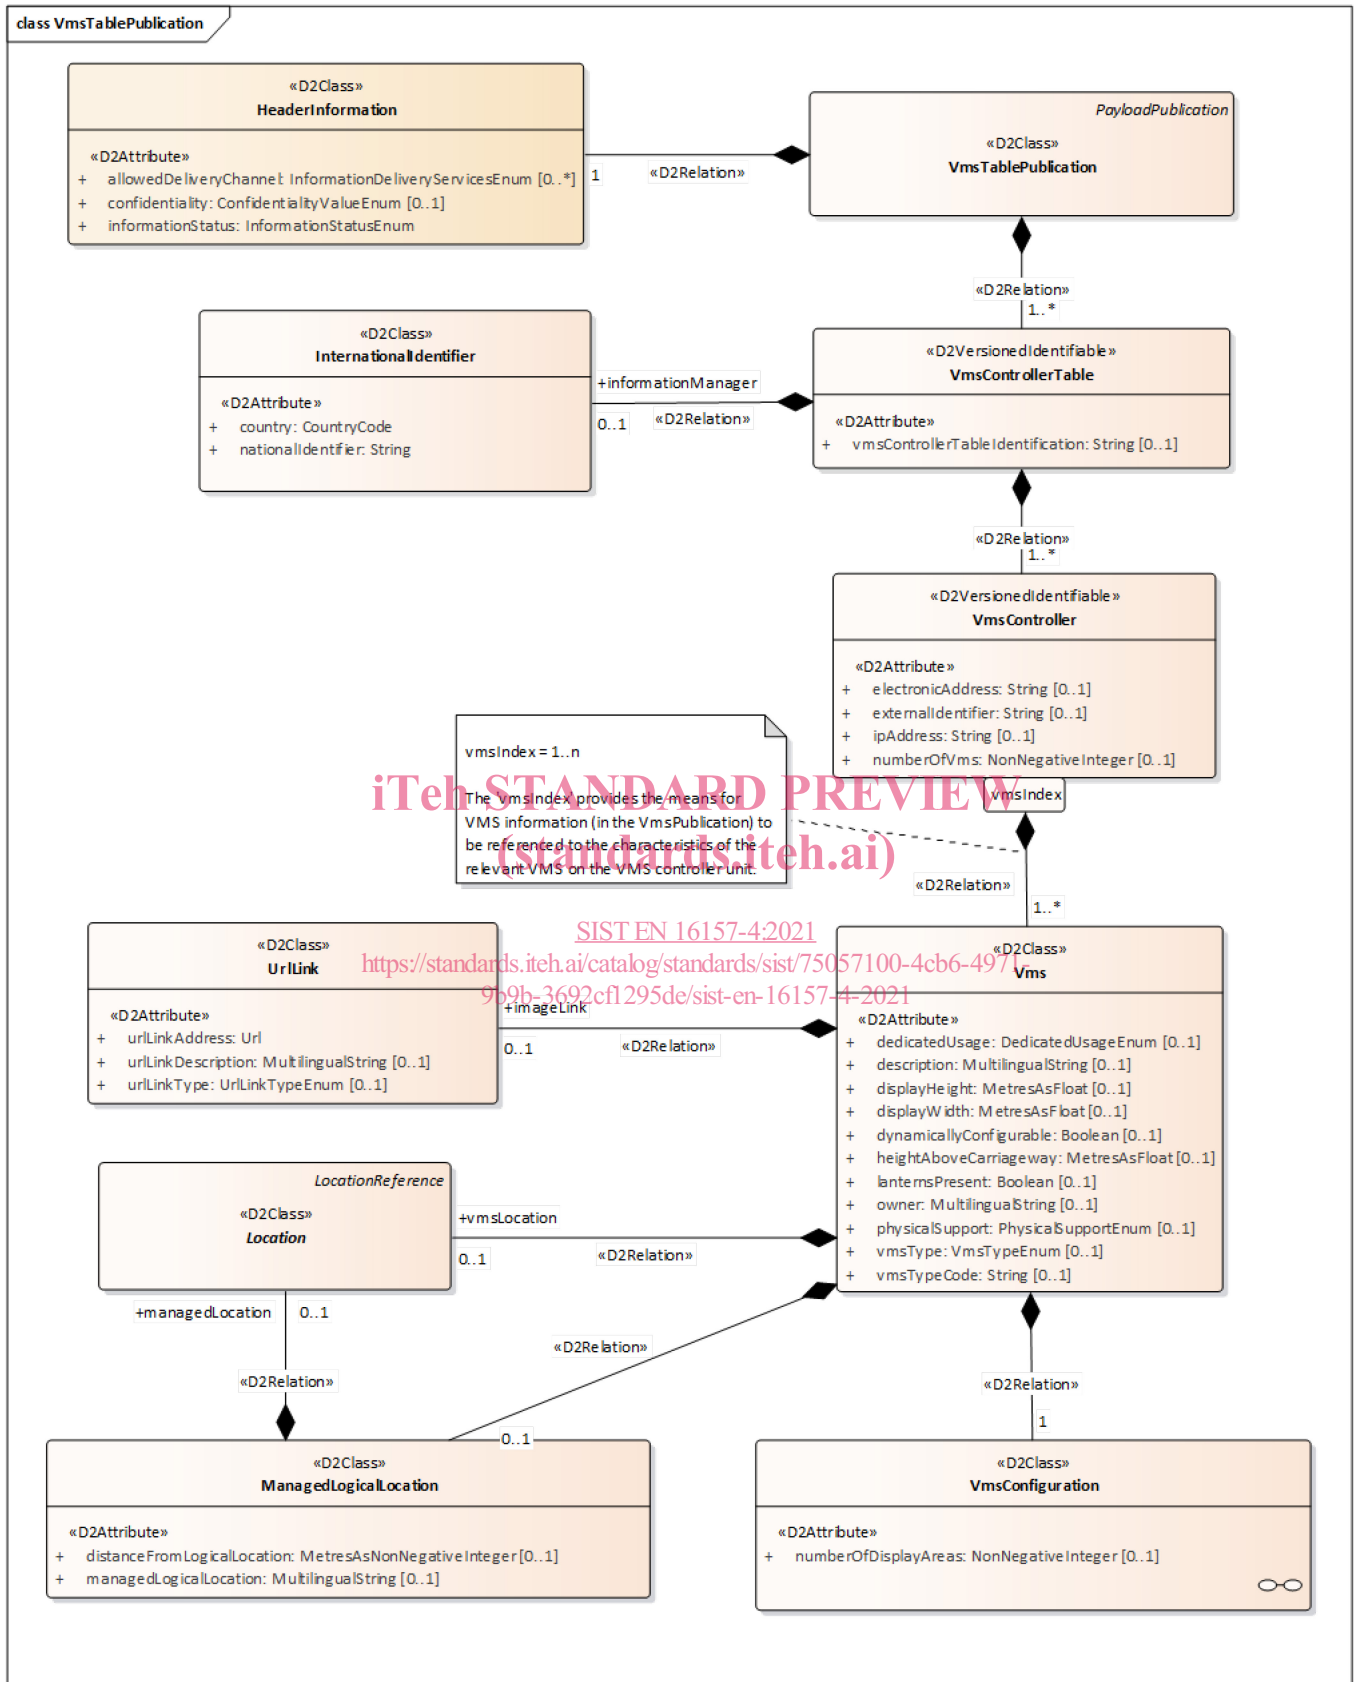 class VmsTablePublication
«D2Class»
HeaderInformation
«D2Attribute»
+ allowedDeliveryChannel: InformationDeliveryServicesEnum [0..*]
+ confidentiality: ConfidentialityValueEnum [0..1]
+ informationStatus: InformationStatusEnum
1
«D2Relation»
PayloadPublication
«D2Class»
VmsTablePublication
«D2Relation»
1..*
«D2Class»
InternationalIdentifier
«D2Attribute»
+ country: CountryCode
+ nationalIdentifier: String
+informationManager
0..1
«D2Relation»
«D2VersionedIdentifiable»
VmsControllerTable
«D2Attribute»
+ vmsControllerTableIdentification: String [0..1]
«D2Relation»
1..*
«D2VersionedIdentifiable»
VmsController
«D2Attribute»
+ electronicAddress: String [0..1]
+ externalIdentifier: String [0..1]
+ ipAddress: String [0..1]
+ numberOfVms: NonNegativeInteger [0..1]
vmsIndex
vmsIndex = 1..n
The 'vmsIndex' provides the means for
VMS information (in the VmsPublication) to
be referenced to the characteristics of the
relevant VMS on the VMS controller unit.
iTeh STANDARD PREVIEW
(standards.iteh.ai)
SIST EN 16157-4:2021
https://standards.iteh.ai/catalog/standards/sist/75057100-4cb6-4971-
9b9b-3692cf1295de/sist-en-16157-4-2021
«D2Relation»
1..*
«D2Class»
UrlLink
«D2Attribute»
+ urlLinkAddress: Url
+ urlLinkDescription: MultilingualString [0..1]
+ urlLinkType: UrlLinkTypeEnum [0..1]
+imageLink
0..1
«D2Relation»
«D2Class»
Vms
«D2Attribute»
+ dedicatedUsage: DedicatedUsageEnum [0..1]
+ description: MultilingualString [0..1]
+ displayHeight: MetresAsFloat [0..1]
+ displayWidth: MetresAsFloat [0..1]
+ dynamicallyConfigurable: Boolean [0..1]
+ heightAboveCarriageway: MetresAsFloat [0..1]
+ lanternsPresent: Boolean [0..1]
+ owner: MultilingualString [0..1]
+ physicalSupport: PhysicalSupportEnum [0..1]
+ vmsType: VmsTypeEnum [0..1]
+ vmsTypeCode: String [0..1]
LocationReference
«D2Class»
Location
+vmsLocation
0..1
«D2Relation»
+managedLocation
0..1
«D2Relation»
«D2Relation»
0..1
«D2Relation»
1
«D2Class»
ManagedLogicalLocation
«D2Attribute»
+ distanceFromLogicalLocation: MetresAsNonNegativeInteger [0..1]
+ managedLogicalLocation: MultilingualString [0..1]
«D2Class»
VmsConfiguration
«D2Attribute»
+ numberOfDisplayAreas: NonNegativeInteger [0..1]